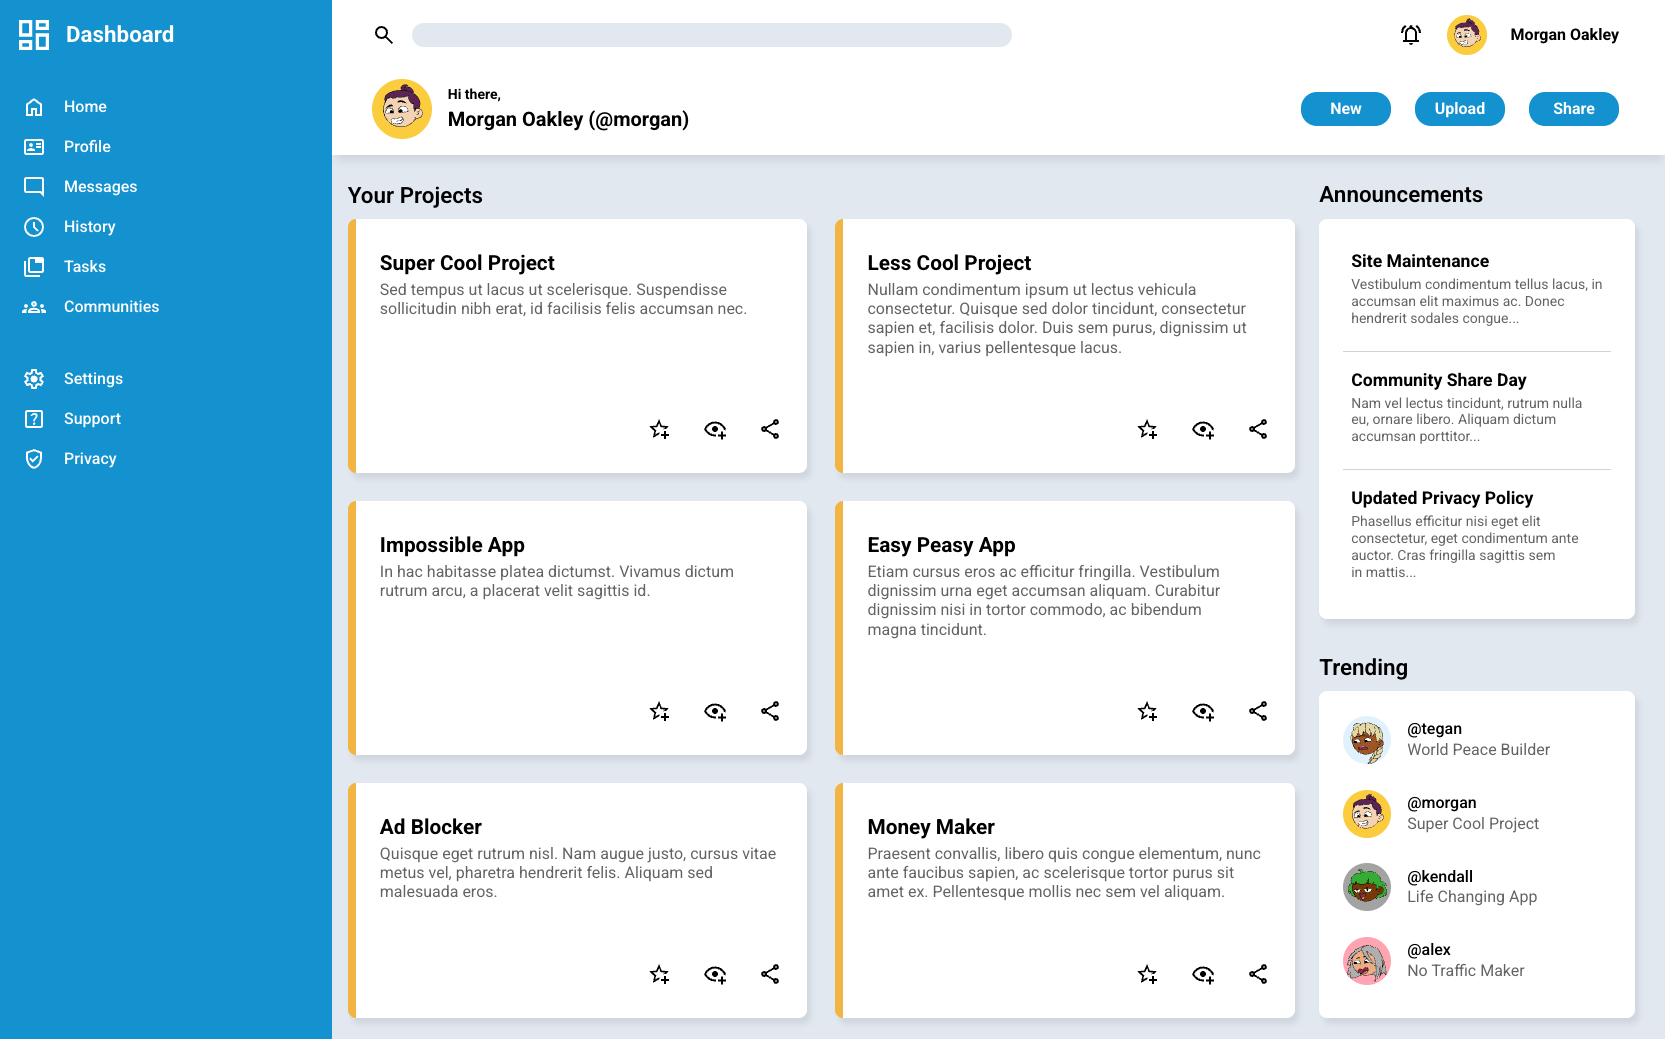 Dashboard
Home
Profile
Messages
History
Tasks
Communities
Settings
Support
Privacy
Morgan Oakley
Hi there,
Morgan Oakley (@morgan)
New
Upload
Share
Your Projects
Super Cool Project
Sed tempus ut lacus ut scelerisque. Suspendisse
sollicitudin nibh erat, id facilisis felis accumsan nec.
Less Cool Project
Nullam condimentum ipsum ut lectus vehicula
consectetur. Quisque sed dolor tincidunt, consectetur
sapien et, facilisis dolor. Duis sem purus, dignissim ut
sapien in, varius pellentesque lacus.
Impossible App
In hac habitasse platea dictumst. Vivamus dictum
rutrum arcu, a placerat velit sagittis id.
Easy Peasy App
Etiam cursus eros ac efficitur fringilla. Vestibulum
dignissim urna eget accumsan aliquam. Curabitur
dignissim nisi in tortor commodo, ac bibendum
magna tincidunt.
Ad Blocker
Quisque eget rutrum nisl. Nam augue justo, cursus vitae
metus vel, pharetra hendrerit felis. Aliquam sed
malesuada eros.
Money Maker
Praesent convallis, libero quis congue elementum, nunc
ante faucibus sapien, ac scelerisque tortor purus sit
amet ex. Pellentesque mollis nec sem vel aliquam.
Announcements
Site Maintenance
Vestibulum condimentum tellus lacus, in
accumsan elit maximus ac. Donec
hendrerit sodales congue...
Community Share Day
Nam vel lectus tincidunt, rutrum nulla
eu, ornare libero. Aliquam dictum
accumsan porttitor...
Updated Privacy Policy
Phasellus efficitur nisi eget elit
consectetur, eget condimentum ante
auctor. Cras fringilla sagittis sem
in mattis...
Trending
@tegan
World Peace Builder
@morgan
Super Cool Project
@kendall
Life Changing App
@alex
No Traffic Maker